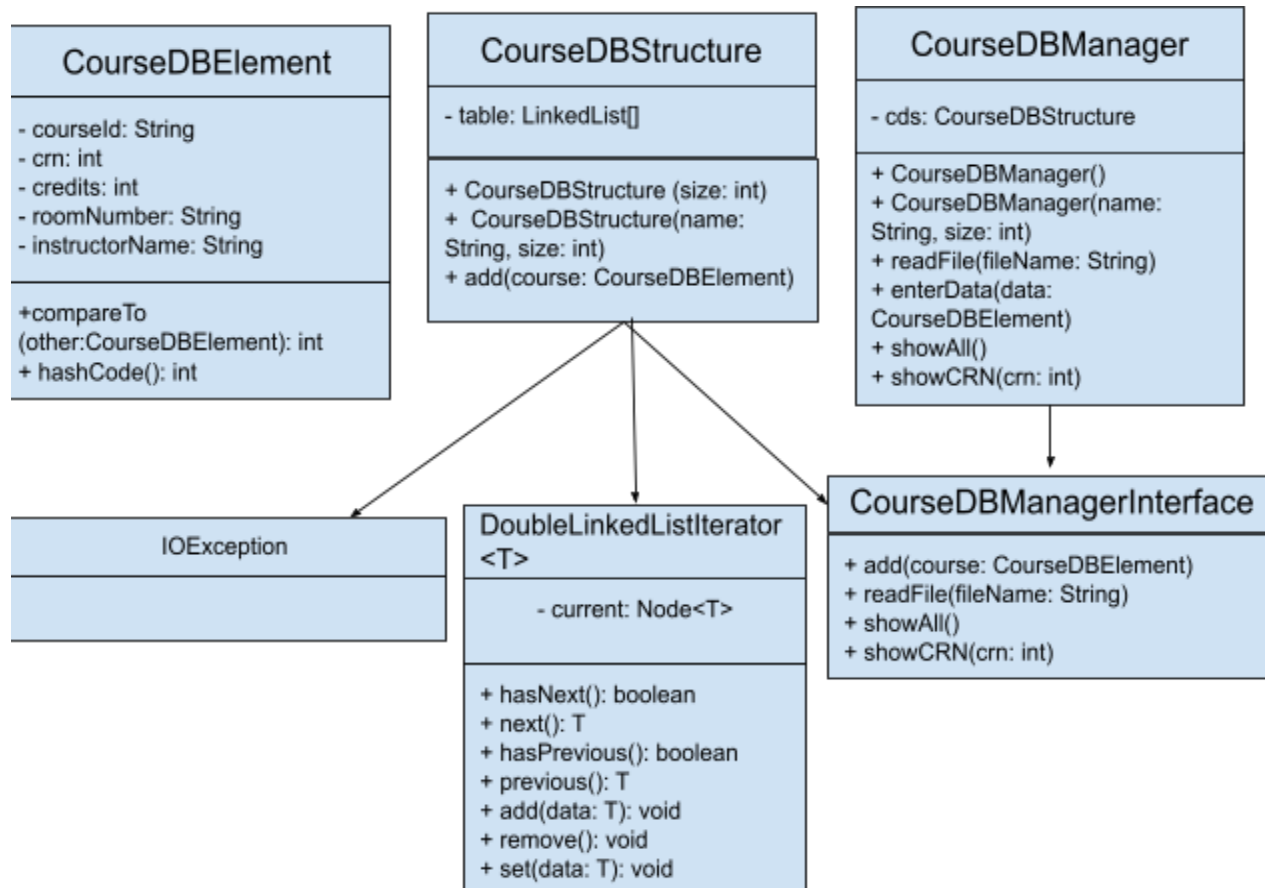 CourseDBElement
- courseId: String
- crn: int
- credits: int
- roomNumber: String
- instructorName: String
+compareTo
(other:CourseDBElement): int
+ hashCode(): int
CourseDBStructure
- table: LinkedList[]
+ CourseDBStructure (size: int)
+ CourseDBStructure(name:
String, size: int)
+ add(course: CourseDBElement)
CourseDBManager
- cds: CourseDBStructure
+ CourseDBManager()
+ CourseDBManager(name:
String, size: int)
+ readFile(fileName: String)
+ enterData(data:
CourseDBElement)
+ showAll()
+ showCRN(crn: int)
IOException
DoubleLinkedListIterator
<T>
- current: Node<T>
+ hasNext(): boolean
+ next(): T
+ hasPrevious(): boolean
+ previous(): T
+ add(data: T): void
+ remove(): void
+ set(data: T): void
CourseDBManagerInterface
+ add(course: CourseDBElement)
+ readFile(fileName: String)
+ showAll()
+ showCRN(crn: int)